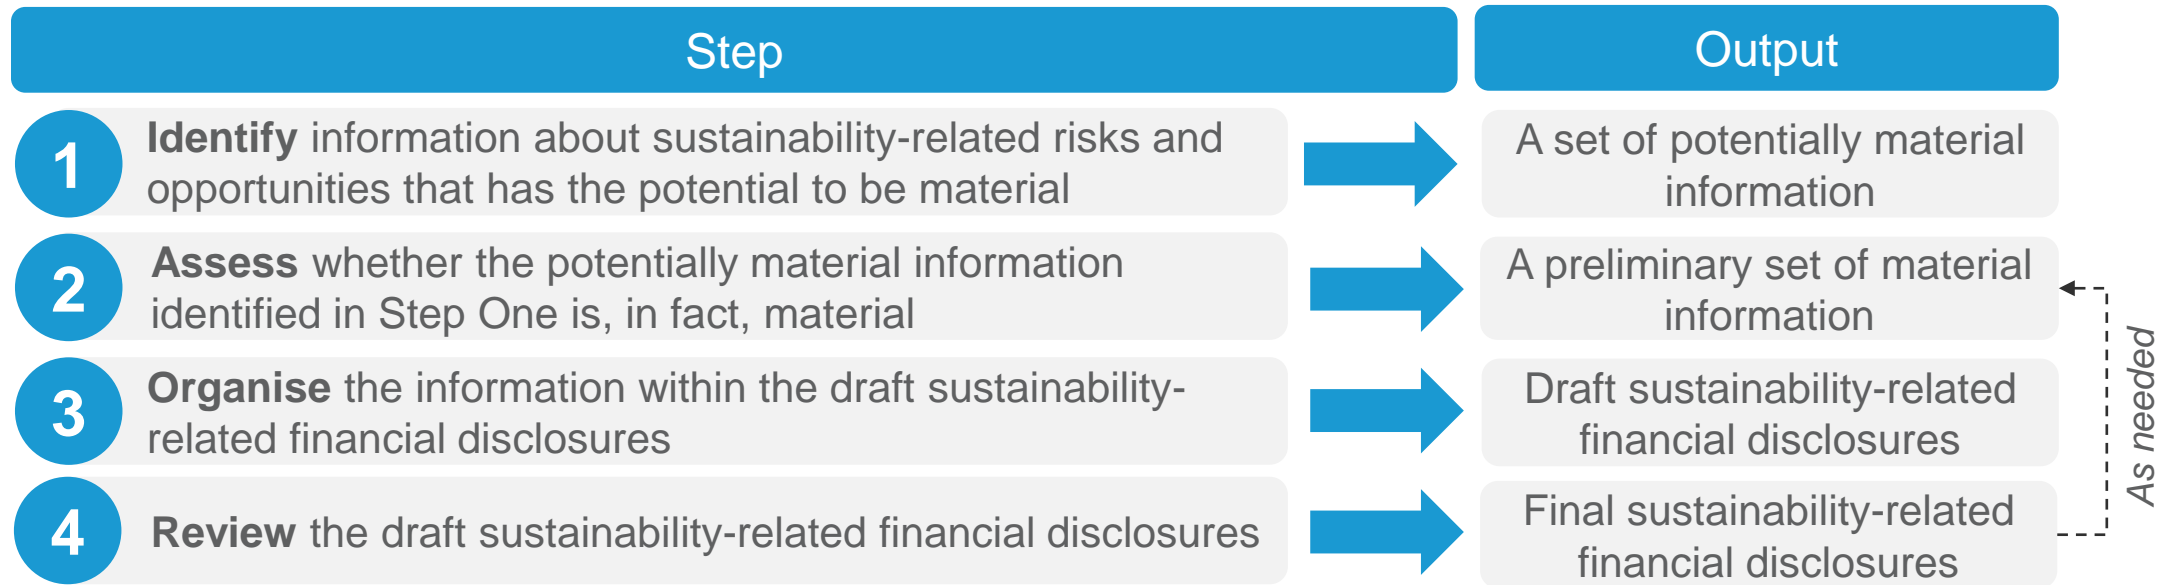 Step
Output
1
Identify information about sustainability-related risks and
opportunities that has the potential to be material
A set of potentially material
information
2
Assess whether the potentially material information
identified in Step One is, in fact, material
A preliminary set of material
information
3
Organise the information within the draft sustainability-
related financial disclosures
Draft sustainability-related
financial disclosures
4
Review the draft sustainability-related financial disclosures
Final sustainability-related
financial disclosures
As needed